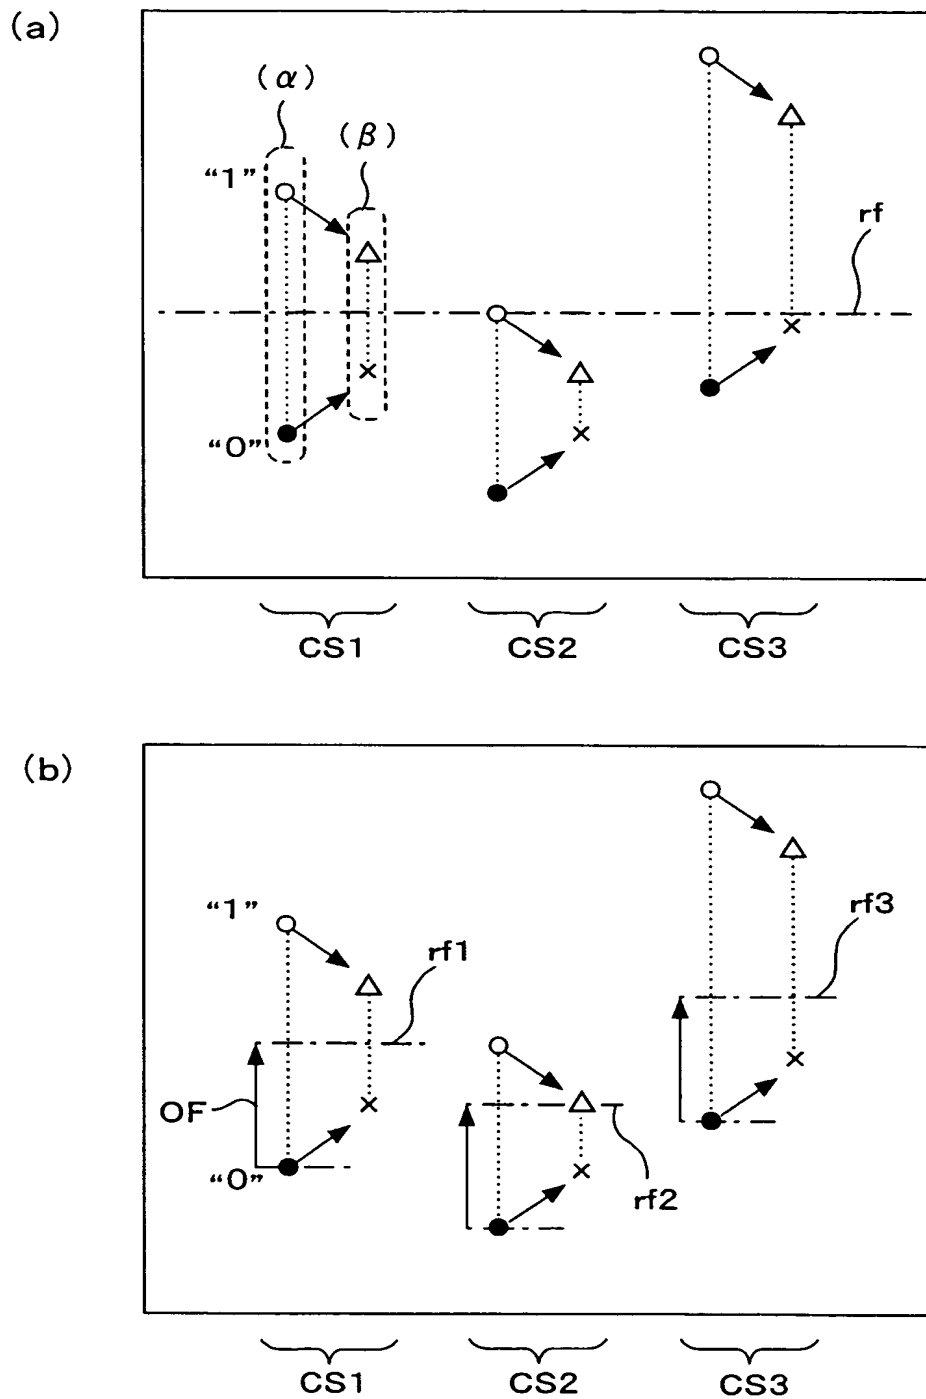 (a)
(α)
(β)
“1”
rf
“0”
CS1 CS2 CS3
(b)
“1”
rf1
rf3
OF
“0”
rf2
CS1 CS2 CS3